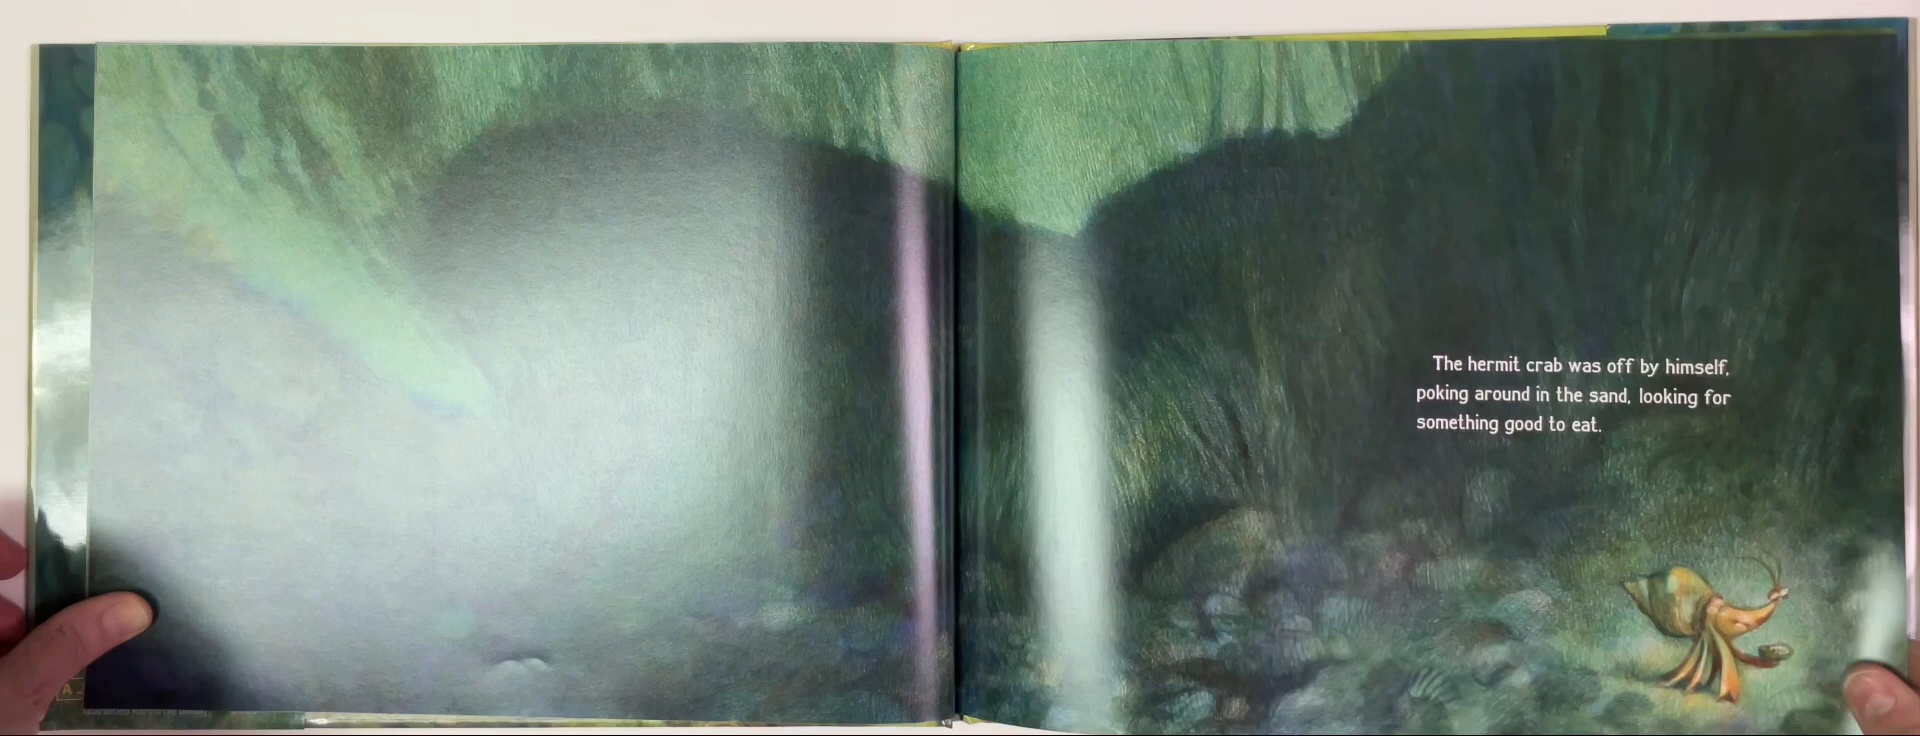 The hermit crab was off by himself,
poking around in the sand, looking for
something good to eat.